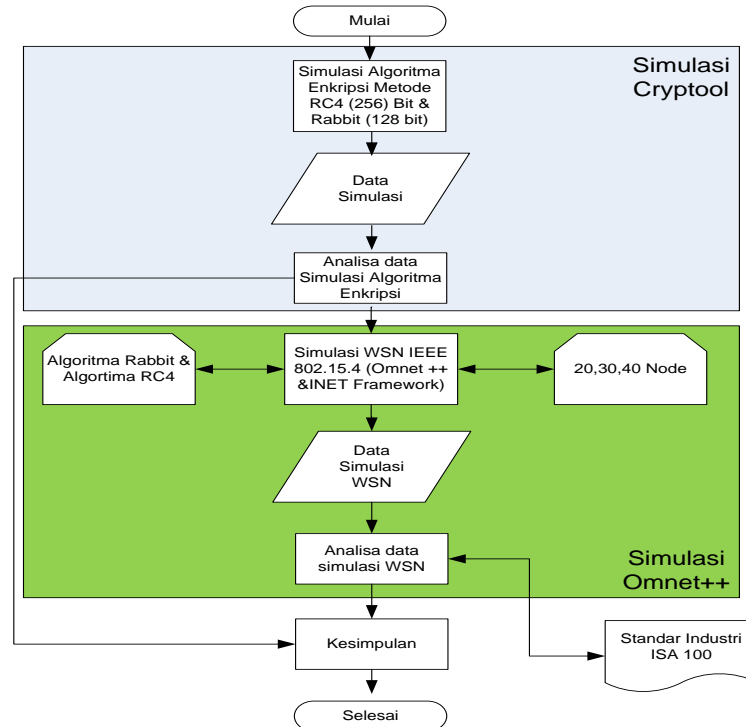 Mulai
Simulasi
Cryptool
Simulasi Algoritma
Enkripsi Metode
RC4 (256) Bit &
Rabbit (128 bit)
Data
Simulasi
Analisa data
Simulasi Algoritma
Enkripsi
Algoritma Rabbit &
Algortima RC4
Simulasi WSN IEEE
802.15.4 (Omnet ++
&INET Framework)
20,30,40 Node
Data
Simulasi
WSN
Analisa data
simulasi WSN
Simulasi
Omnet++
Kesimpulan
Standar Industri
ISA 100
Selesai